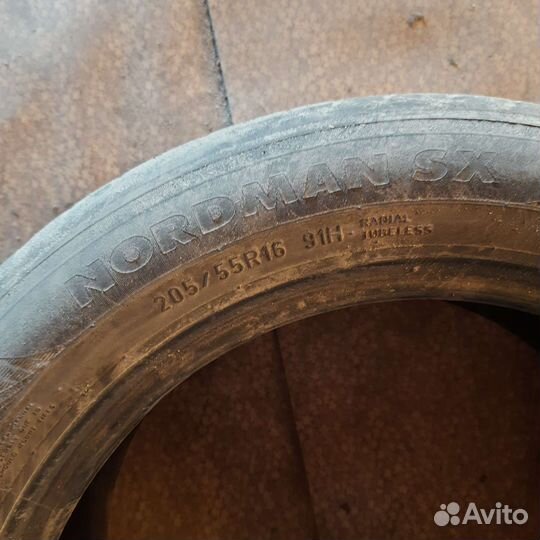 NORDMAN SX
205/55R16 91H - RADIAL TUBELESS
Avito